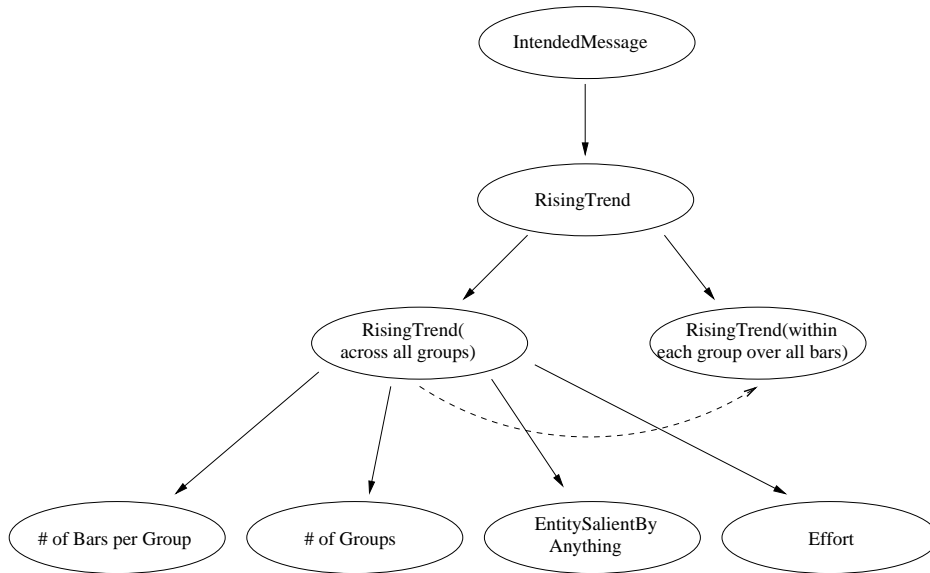 IntendedMessage
RisingTrend
RisingTrend(
across all groups)
RisingTrend(within
each group over all bars)
# of Bars per Group
# of Groups
EntitySalientBy
Anything
Effort